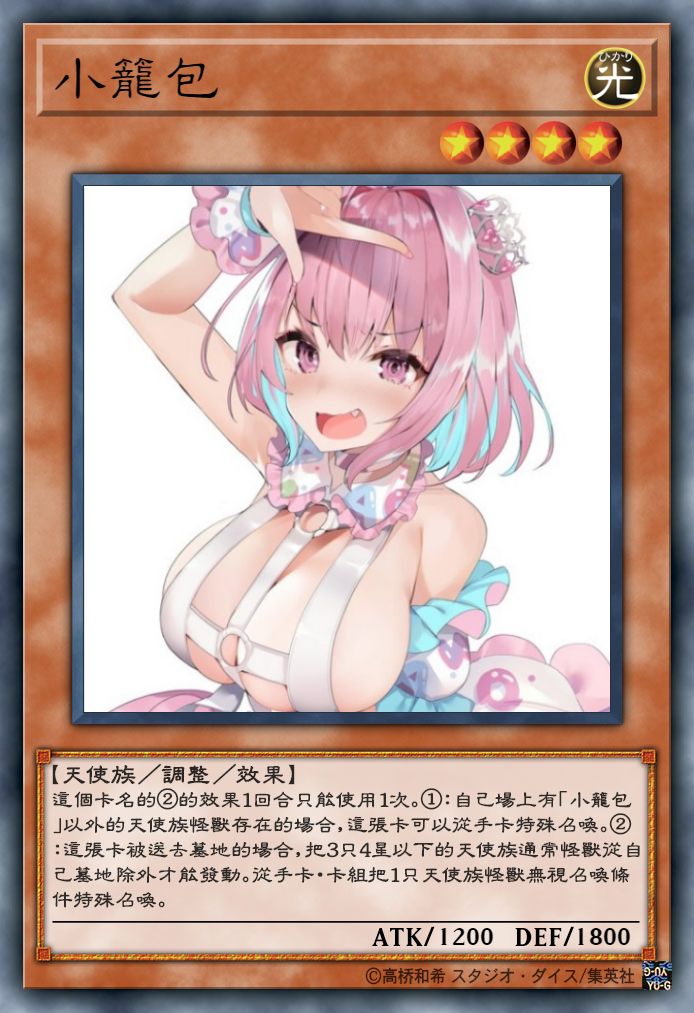 小籠包
ひかり
光
【天使族／調整／效果】
這個卡名的②的效果1回合只能使用1次。①：自己場上有「小籠包
」以外的天使族怪獸存在的場合，這張卡可以從手卡特殊召喚。②
：這張卡被送去墓地的場合，把3只4星以下的天使族通常怪獸從自
己墓地除外才能發動。從手卡・卡組把1只天使族怪獸無視召喚條
件特殊召喚。
ATK/1200 DEF/1800
©高桥和希 スタジオ・ダイス/集英社
YU-G
YU-G